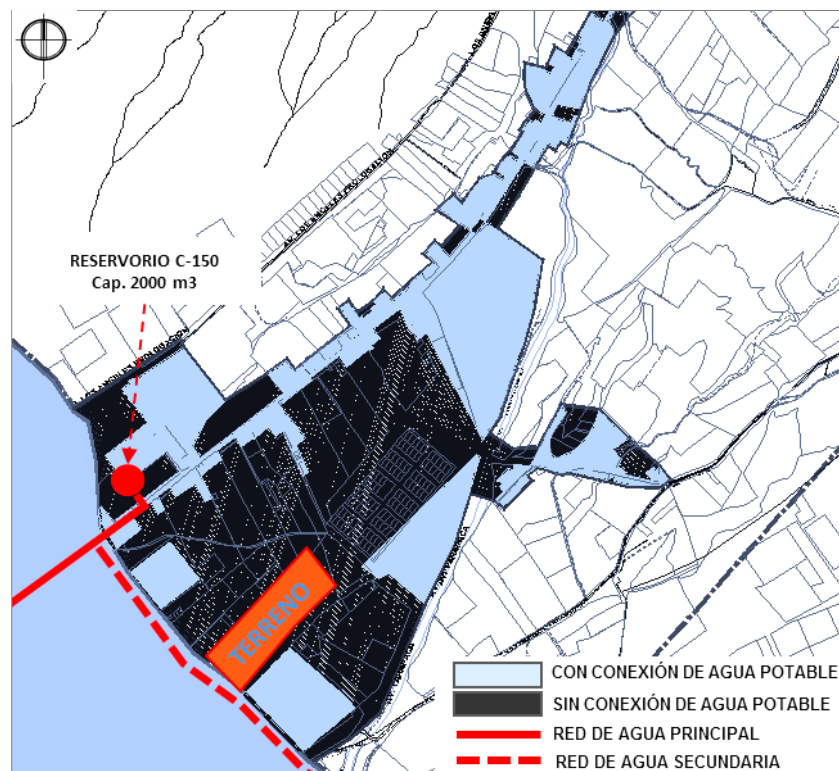 RESERVORIO C-150
Cap. 2000 m3
TERRENO
CON CONEXIÓN DE AGUA POTABLE
SIN CONEXIÓN DE AGUA POTABLE
RED DE AGUA PRINCIPAL
RED DE AGUA SECUNDARIA